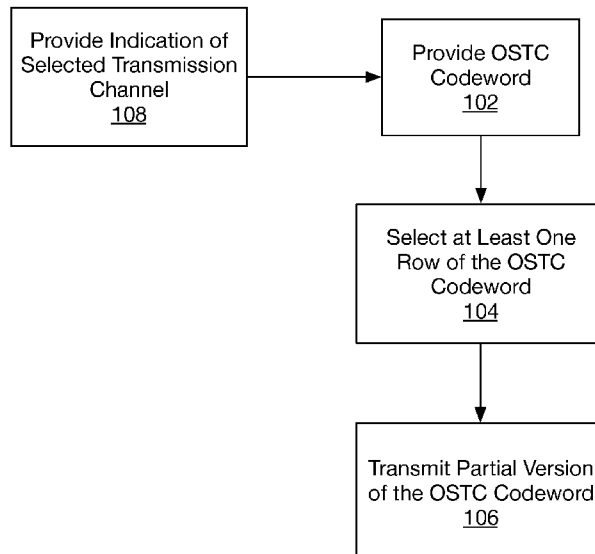 Provide Indication of
Selected Transmission
Channel
108
Provide OSTC
Codeword
102
Select at Least One
Row of the OSTC
Codeword
104
Transmit Partial Version
of the OSTC Codeword
106